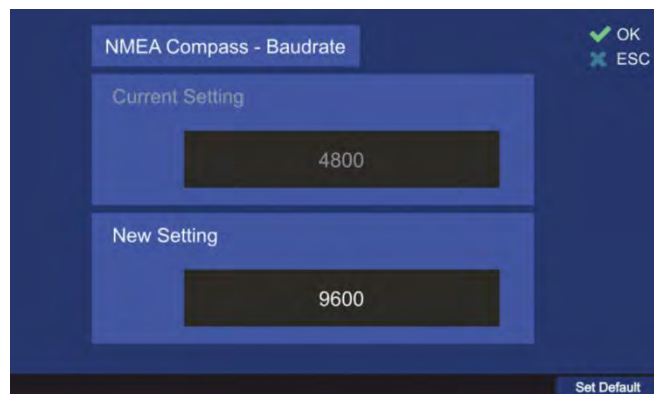 NMEA Compass - Baudrate
OK
ESC
Current Setting
4800
New Setting
9600
Set Default